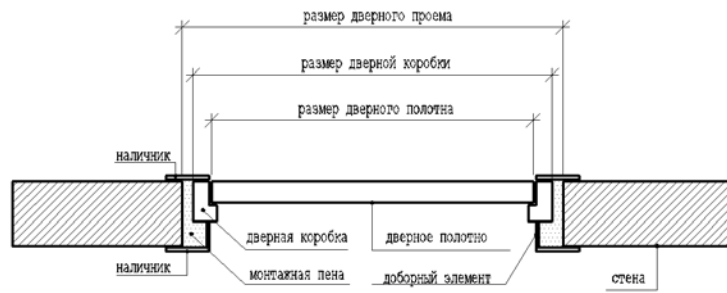 размер дверного проема
размер дверной коробки
размер дверного полотна
наличник
дверная коробка
дверное полотно
наличник
монтажная пена
доборный элемент
стена